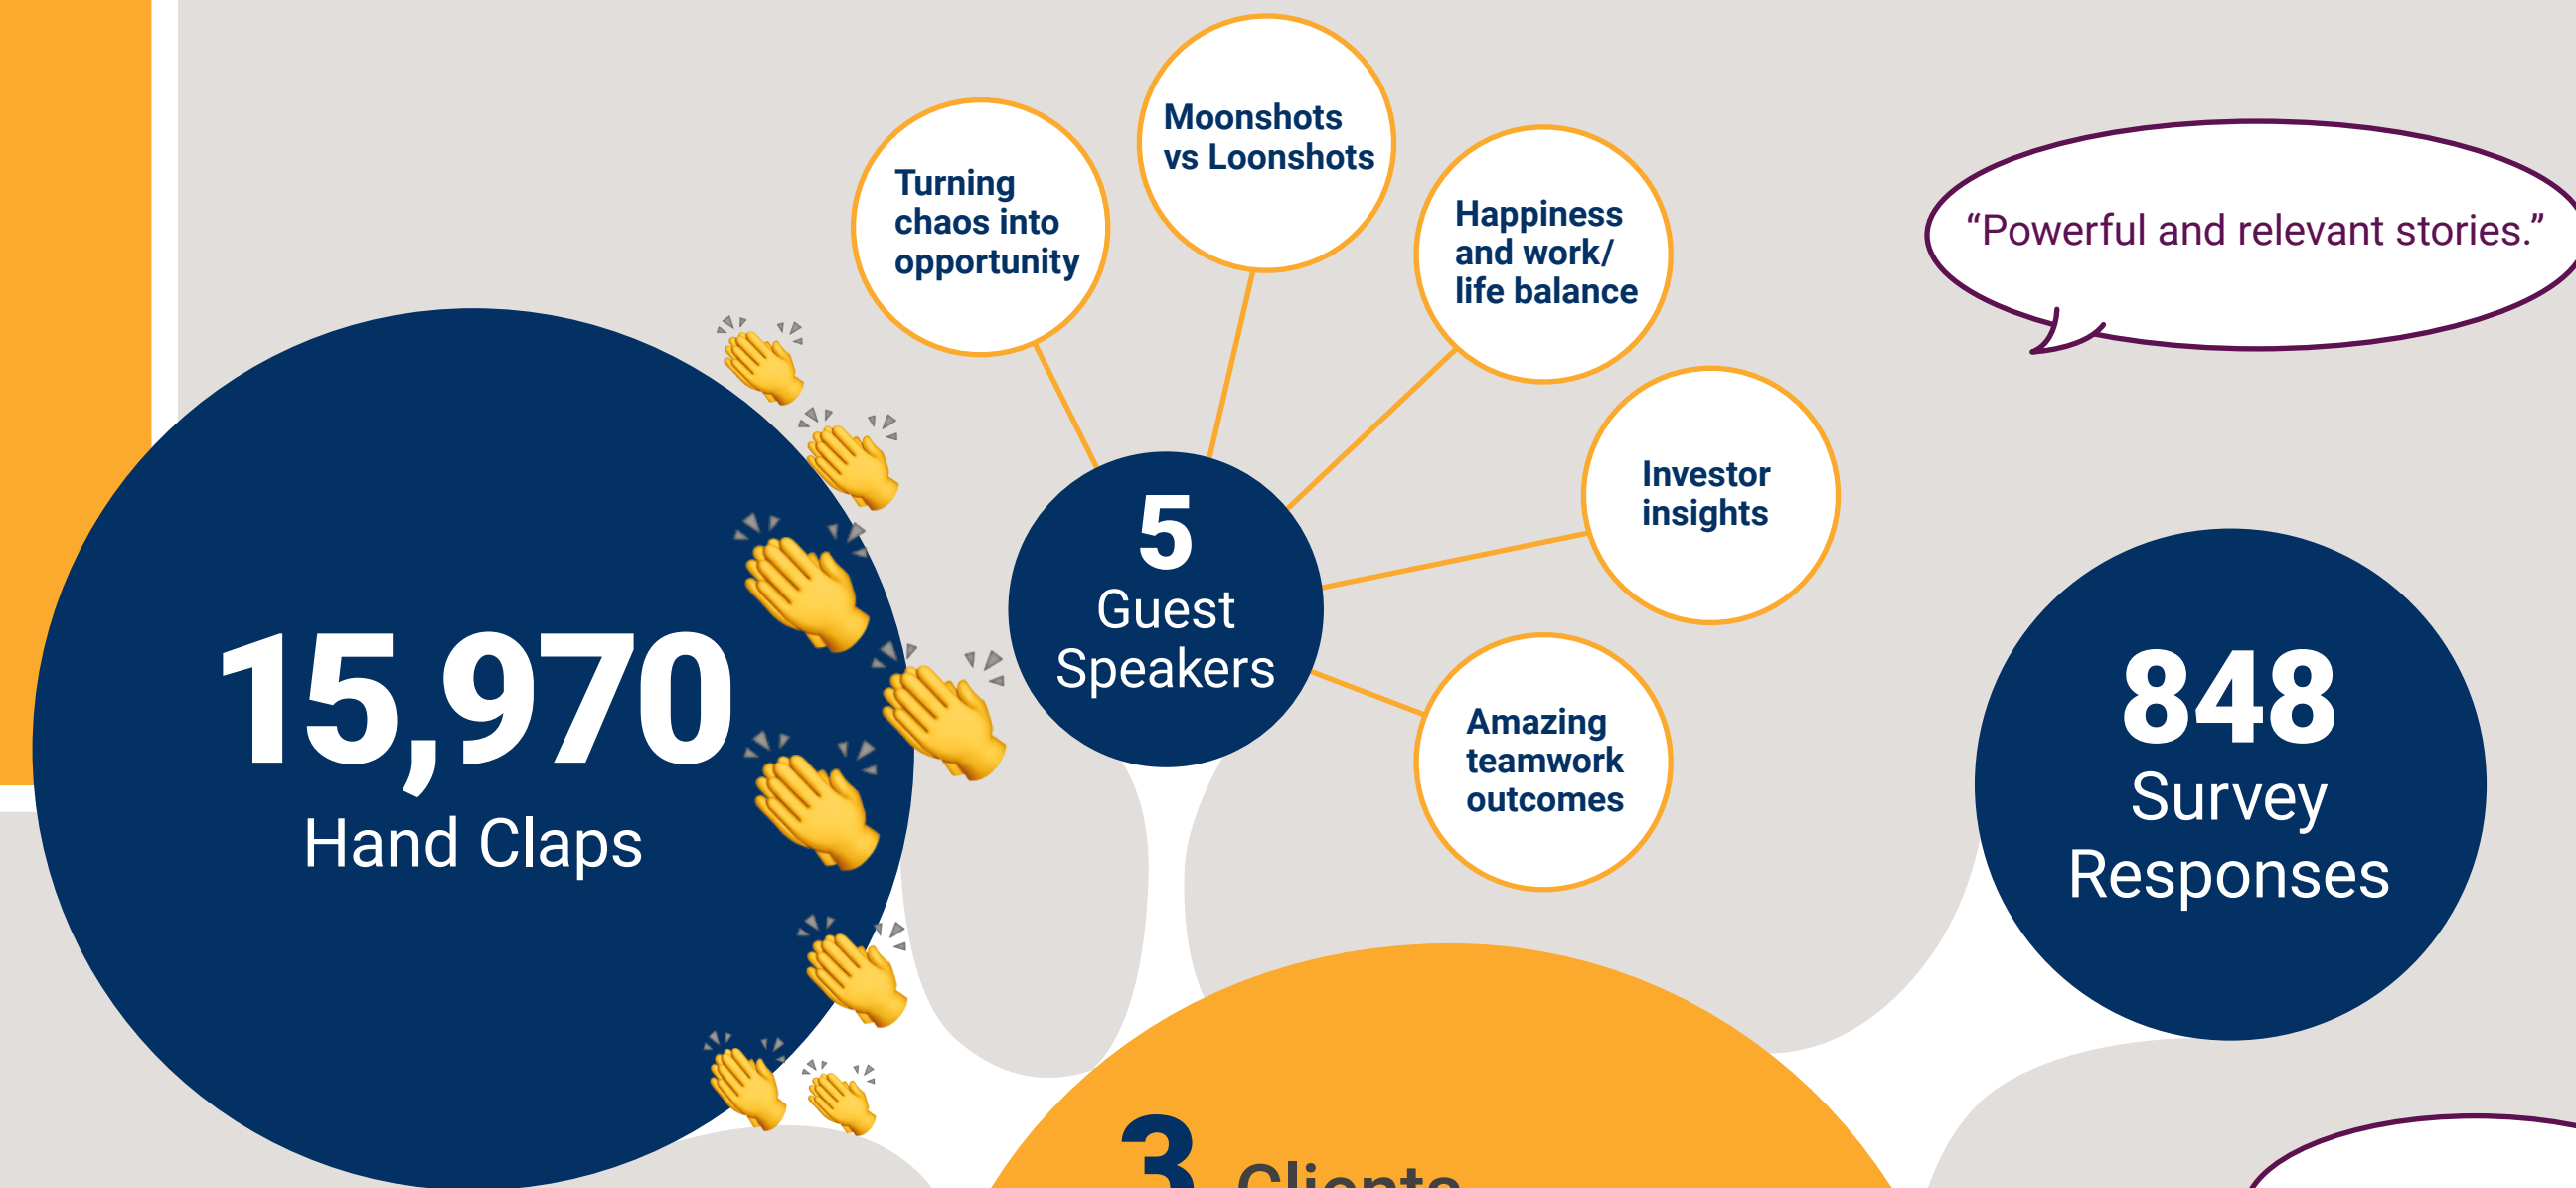 Moonshots
vs Loonshots
Turning
chaos into
opportunity
Happiness
and work/
life balance
“Powerful and relevant stories.”
Investor
insights
5
Guest
Speakers
15,970
Hand Claps
848
Survey
Responses
Amazing
teamwork
outcomes
3 Clients